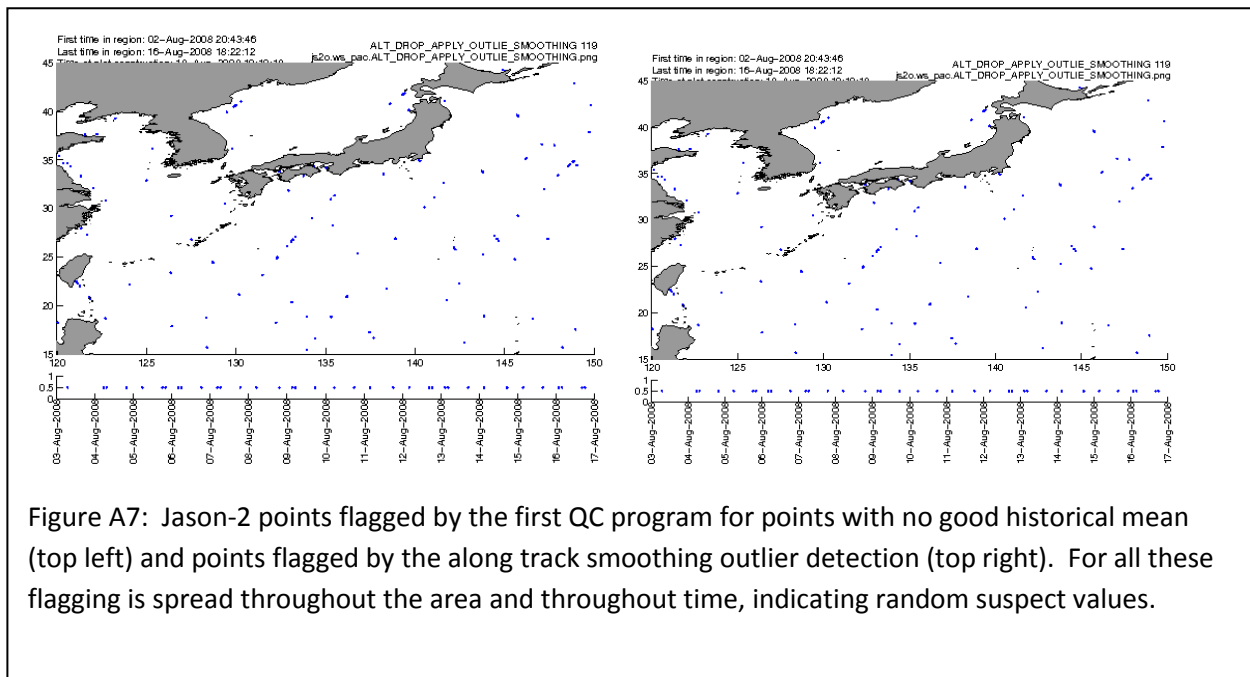 First time in region: 02-Aug-2008 20:43:46
Last time in region: 16-Aug-2008 18:22:12
ALT_DROP_APPLY_OUTLIE_SMOOTHING 119
js2o.ws_pao.ALT_DROP_APPLY_OUTLIE_SMOOTHING.png
45
40
35
30
25
20
15
120 125 130 135 140 145 150
1
0.5
0
03-Aug-2008
04-Aug-2008
05-Aug-2008
06-Aug-2008
07-Aug-2008
08-Aug-2008
09-Aug-2008
10-Aug-2008
11-Aug-2008
12-Aug-2008
13-Aug-2008
14-Aug-2008
15-Aug-2008
16-Aug-2008
17-Aug-2008
First time in region: 02-Aug-2008 20:43:46
Last time in region: 16-Aug-2008 18:22:12
ALT_DROP_APPLY_OUTLIE_SMOOTHING 119
js2o.ws_pao.ALT_DROP_APPLY_OUTLIE_SMOOTHING.png
45
40
35
30
25
20
15
120 125 130 135 140 145 150
1
0.5
0
03-Aug-2008
04-Aug-2008
05-Aug-2008
06-Aug-2008
07-Aug-2008
08-Aug-2008
09-Aug-2008
10-Aug-2008
11-Aug-2008
12-Aug-2008
13-Aug-2008
14-Aug-2008
15-Aug-2008
16-Aug-2008
17-Aug-2008
Figure A7: Jason-2 points flagged by the first QC program for points with no good historical mean
(top left) and points flagged by the along track smoothing outlier detection (top right). For all these
flagging is spread throughout the area and throughout time, indicating random suspect values.